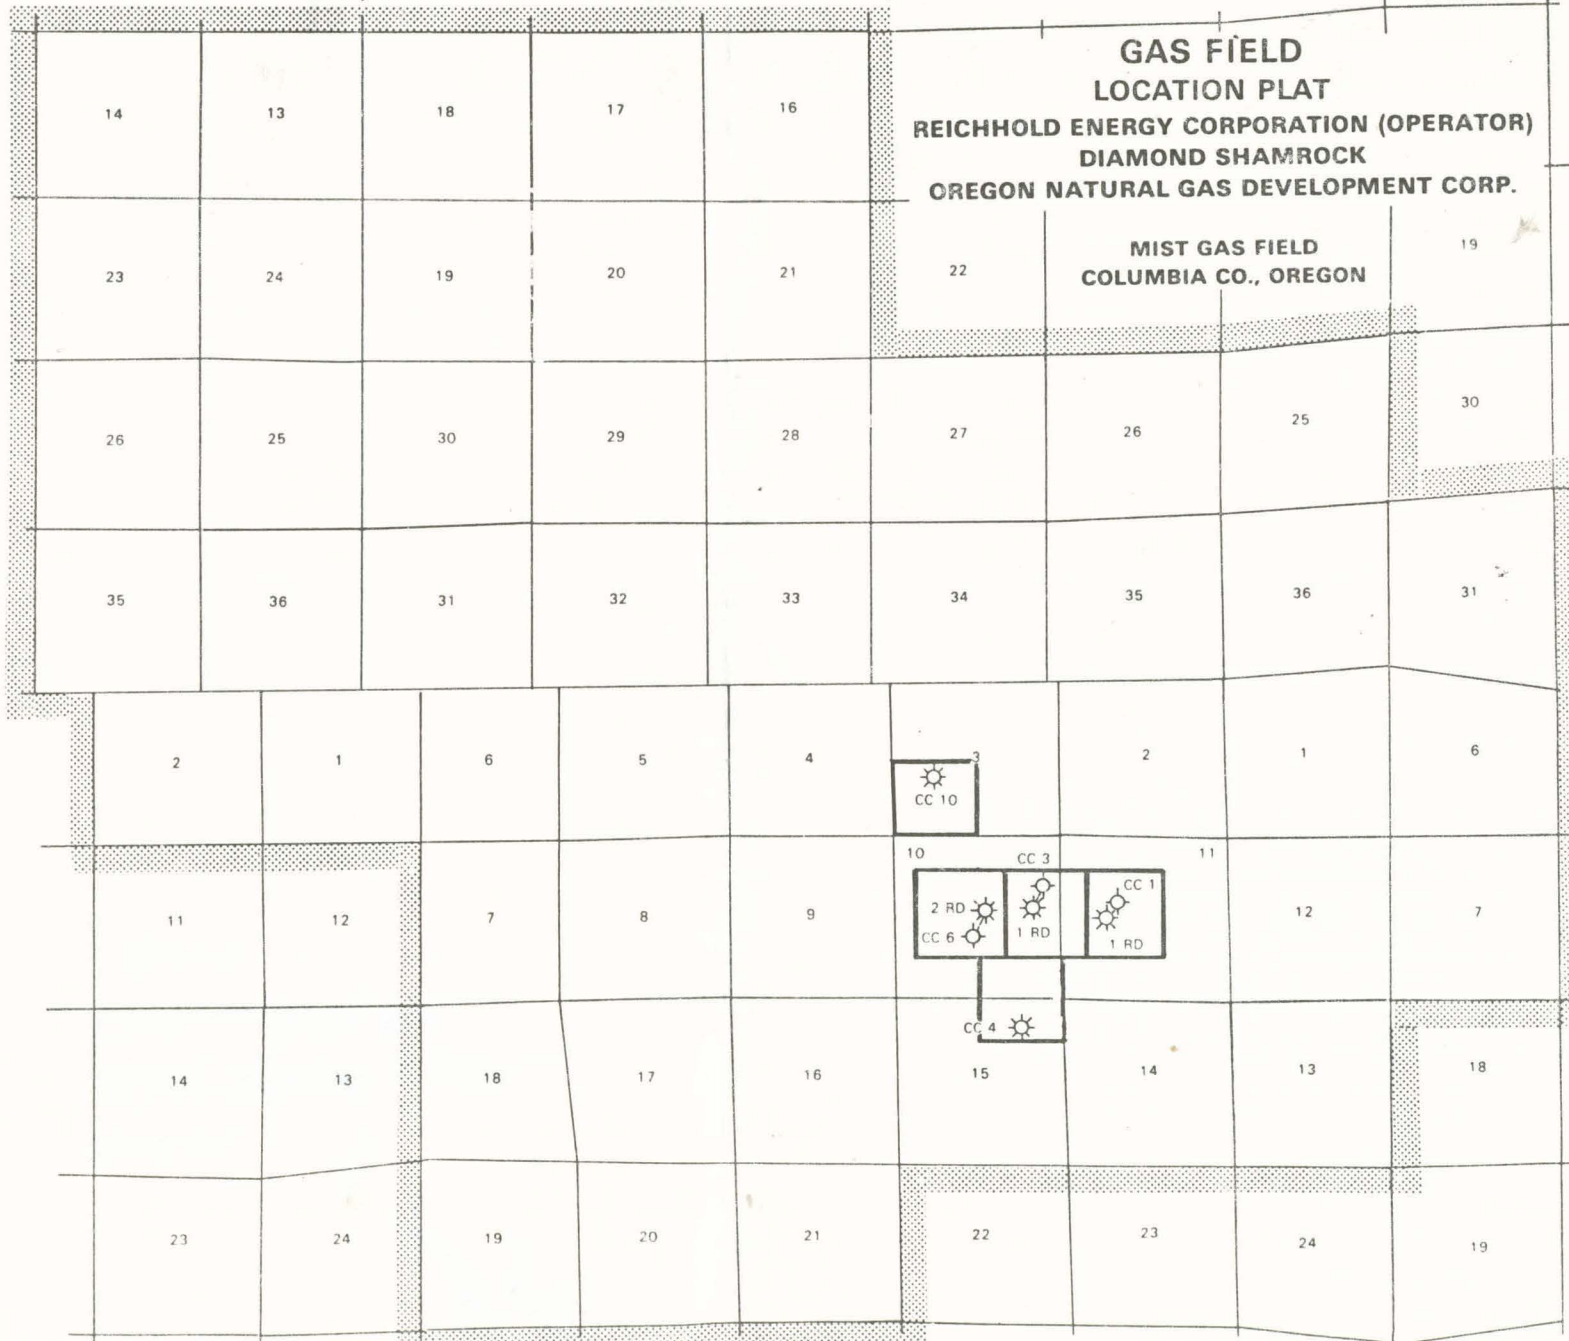 GAS FIELD
LOCATION PLAT
REICHHOLD ENERGY CORPORATION (OPERATOR)
DIAMOND SHAMROCK
OREGON NATURAL GAS DEVELOPMENT CORP.
MIST GAS FIELD
COLUMBIA CO., OREGON
14 13 18 17 16
23 24 19 20 21 22 19
26 25 30 29 28 27 26 25 30
35 36 31 32 33 34 35 36 31
2 1 6 5 4 3 2 1 6
CC 10
10 CC 3 11
CC 1
11 12 7 8 9 2 RD 12 7
CC 6 1 RD 1 RD
CC 4
14 13 18 17 16 15 14 13 18
23 24 19 20 21 22 23 24 19